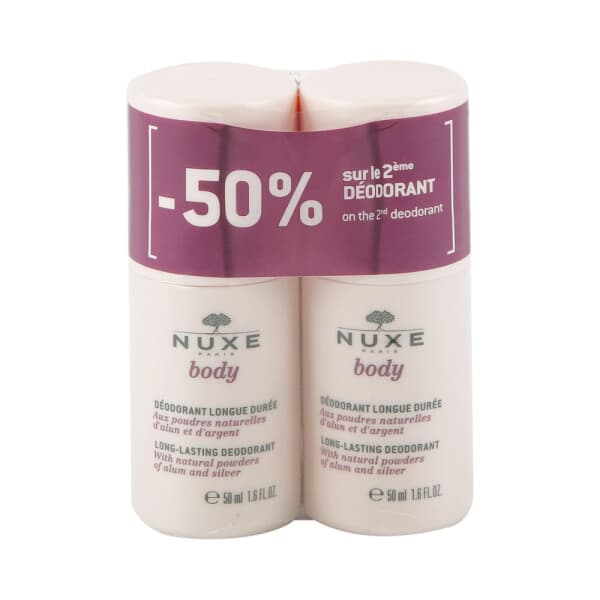 -50%
sur le 2ème
DÉODORANT
on the 2nd deodorant
NUXE
PARIS
body
DÉODORANT LONGUE DURÉE
Aux poudres naturelles
d'alun et d'argent
LONG-LASTING DEODORANT
With natural powders
of alum and silver
e 50 ml 1.6 FL.OZ.
NUXE
PARIS
body
DÉODORANT LONGUE DURÉE
Aux poudres naturelles
d'alun et d'argent
LONG-LASTING DEODORANT
With natural powders
of alum and silver
e 50 ml 1.6 FL.OZ.